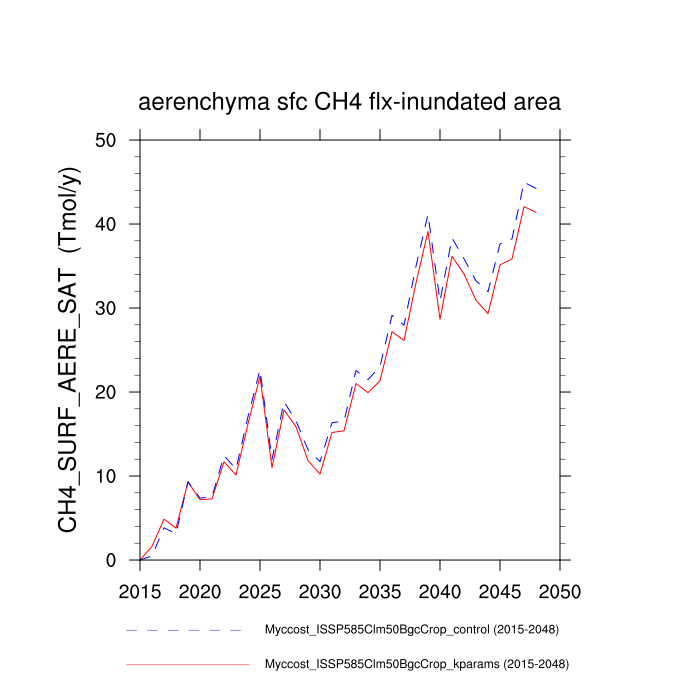 aerenchyma sfc CH4 flx-inundated area
CH4_SURF_AERE_SAT (Tmol/y)
50
40
30
20
10
0
2015 2020 2025 2030 2035 2040 2045 2050
Myccost_ISSP585Clm50BgcCrop_control (2015-2048)
Myccost_ISSP585Clm50BgcCrop_kparams (2015-2048)